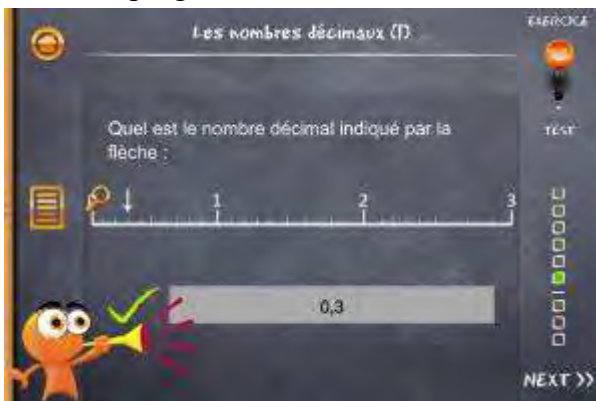 Les nombres décimaux (1)
EXERCICE
TEST
Quel est le nombre décimal indiqué par la
flèche :
1
2
3
0,3
NEXT >>